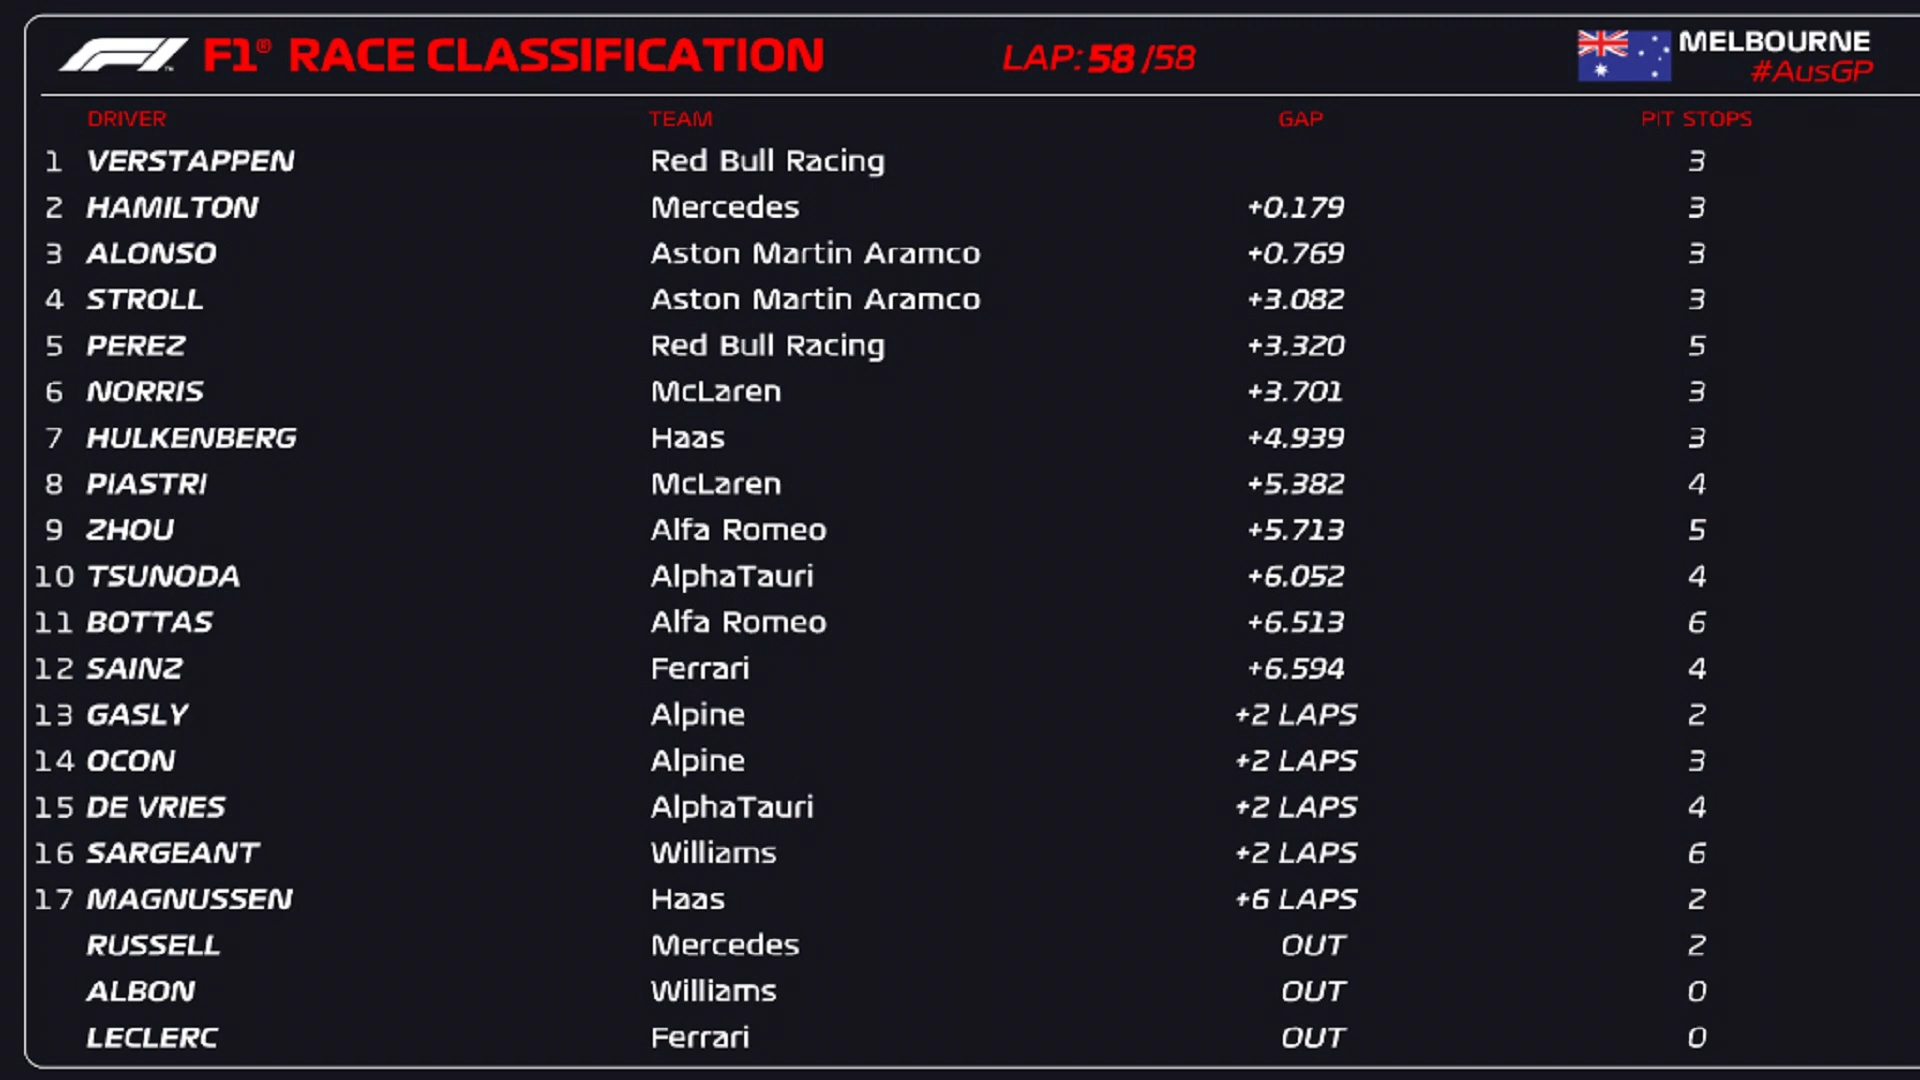 F1® RACE CLASSIFICATION LAP: 58 /58 MELBOURNE
#AusGP
DRIVER TEAM GAP PIT STOPS
1 VERSTAPPEN Red Bull Racing 3
2 HAMILTON Mercedes +0.179 3
3 ALONSO Aston Martin Aramco +0.769 3
4 STROLL Aston Martin Aramco +3.082 3
5 PEREZ Red Bull Racing +3.320 5
6 NORRIS McLaren +3.701 3
7 HULKENBERG Haas +4.939 3
8 PIASTRI McLaren +5.382 4
9 ZHOU Alfa Romeo +5.713 5
10 TSUNODA AlphaTauri +6.052 4
11 BOTTAS Alfa Romeo +6.513 6
12 SAINZ Ferrari +6.594 4
13 GASLY Alpine +2 LAPS 2
14 OCON Alpine +2 LAPS 3
15 DE VRIES AlphaTauri +2 LAPS 4
16 SARGEANT Williams +2 LAPS 6
17 MAGNUSSEN Haas +6 LAPS 2
RUSSELL Mercedes OUT 2
ALBON Williams OUT 0
LECLERC Ferrari OUT 0